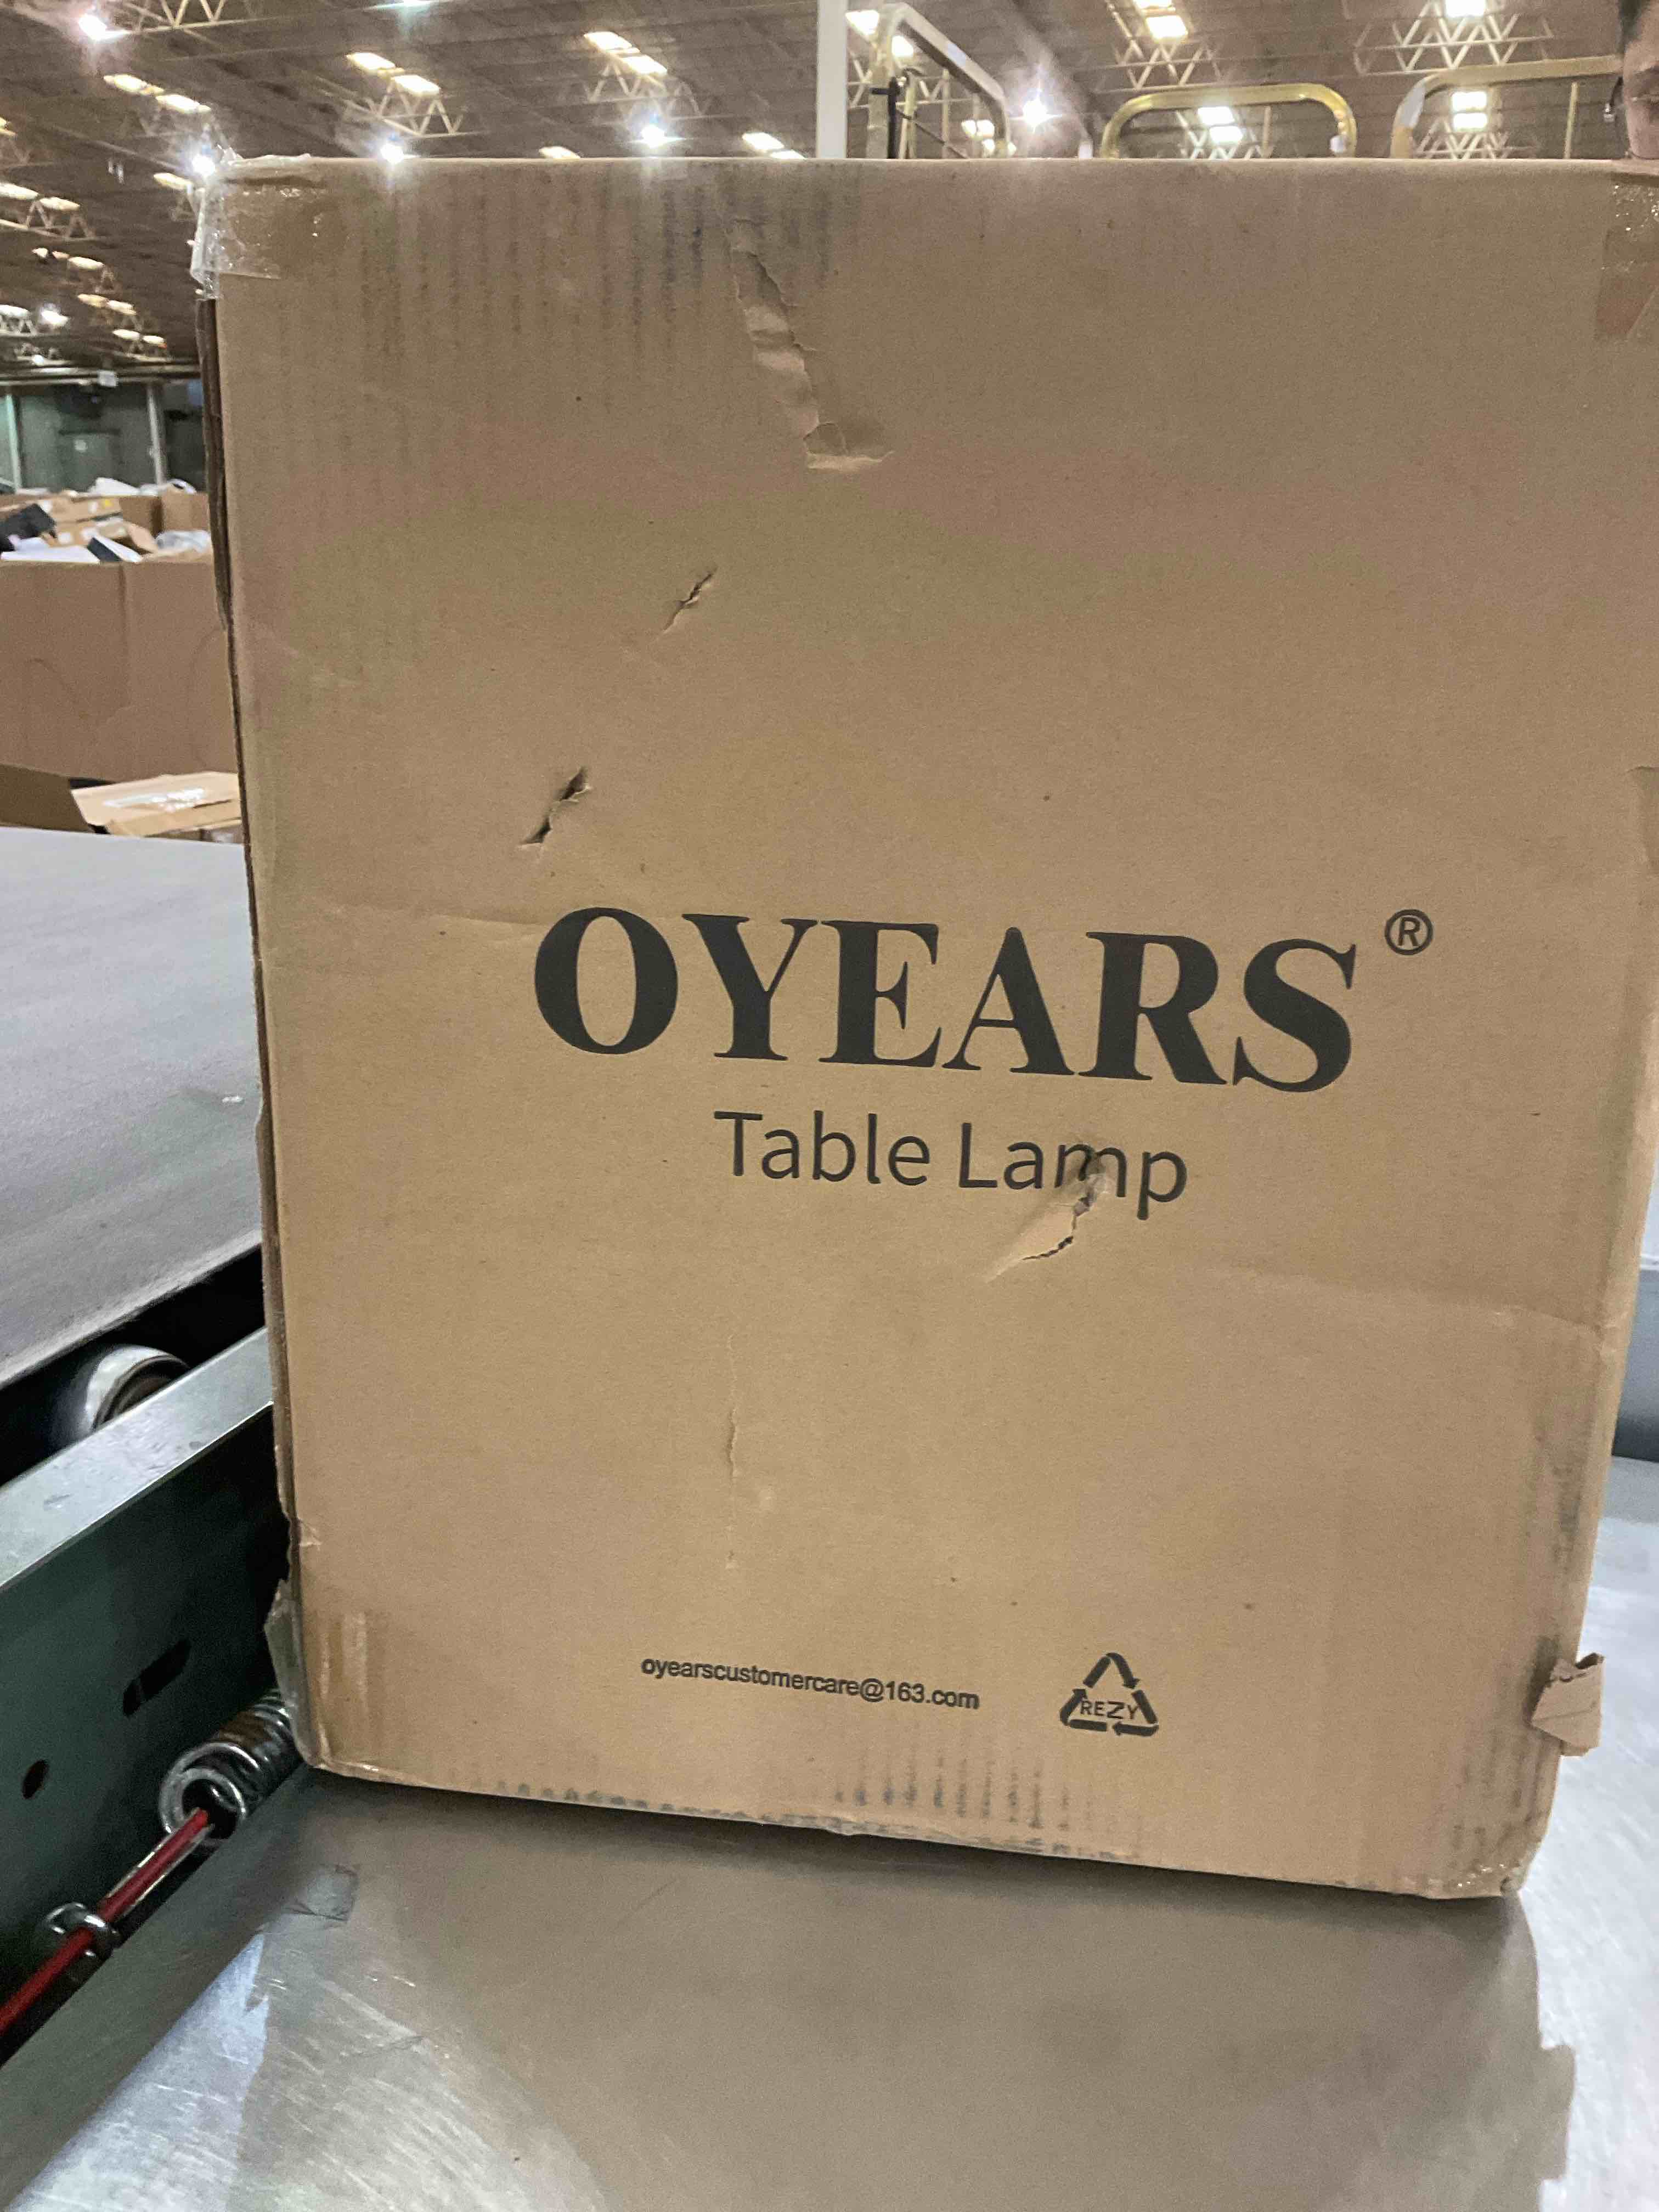 OYEARS®
Table Lamp
oyearscustomercare@163.com
REZY